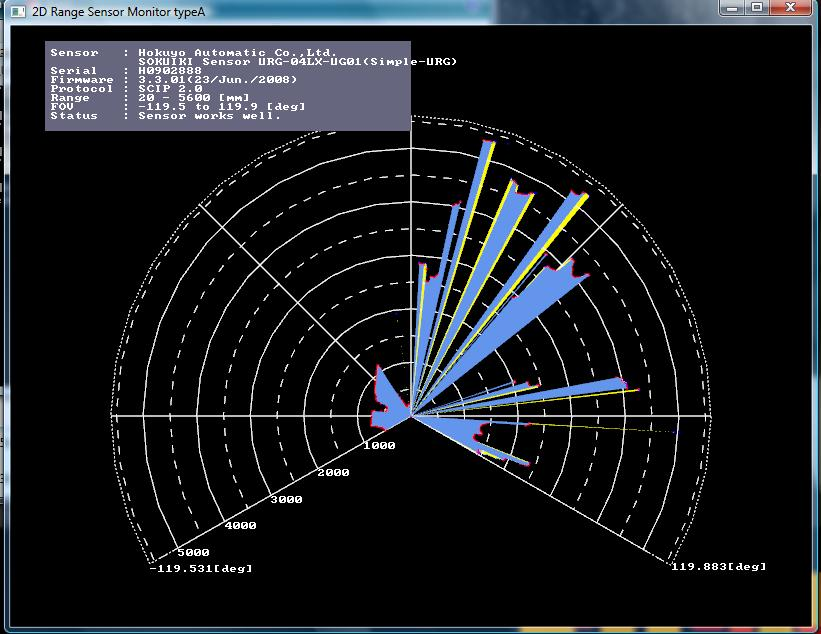 2D Range Sensor Monitor typeA
Sensor : Hokuyo Automatic Co.,Ltd.
SOKUIKI Sensor URG-04LX-UG01(Simple-URG)
Serial : H0902888
Firmware : 3.3.01(23/Jun./2008)
Protocol : SCIP 2.0
Range : 20 - 5600 [mm]
FOV : -119.5 to 119.9 [deg]
Status : Sensor works well.
1000
2000
3000
4000
5000
-119.531[deg]
119.883[deg]